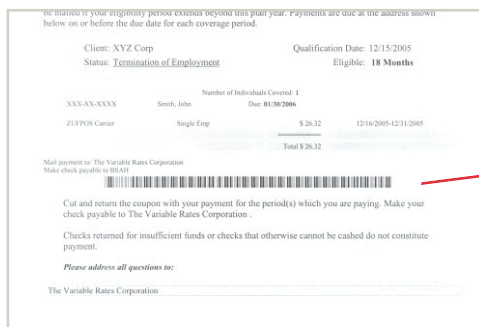 be mailed if your eligibility period extends beyond this plan year. Payments are due at the address shown
below on or before the due date for each coverage period.
Client: XYZ Corp Qualification Date: 12/15/2005
Status: Termination of Employment Eligible: 18 Months
Number of Individuals Covered: 1
XXX-XX-XXXX Smith, John Due: 01/30/2006
ZUFPOS Carrier Single Emp $ 26.32 12/16/2005-12/31/2005
Total $ 26.32
Mail payment to: The Variable Rates Corporation
Make check payable to BSAH
Cut and return the coupon with your payment for the period(s) which you are paying. Make your
check payable to The Variable Rates Corporation .
Checks returned for insufficient funds or checks that otherwise cannot be cashed do not constitute
payment.
Please address all questions to:
The Variable Rates Corporation